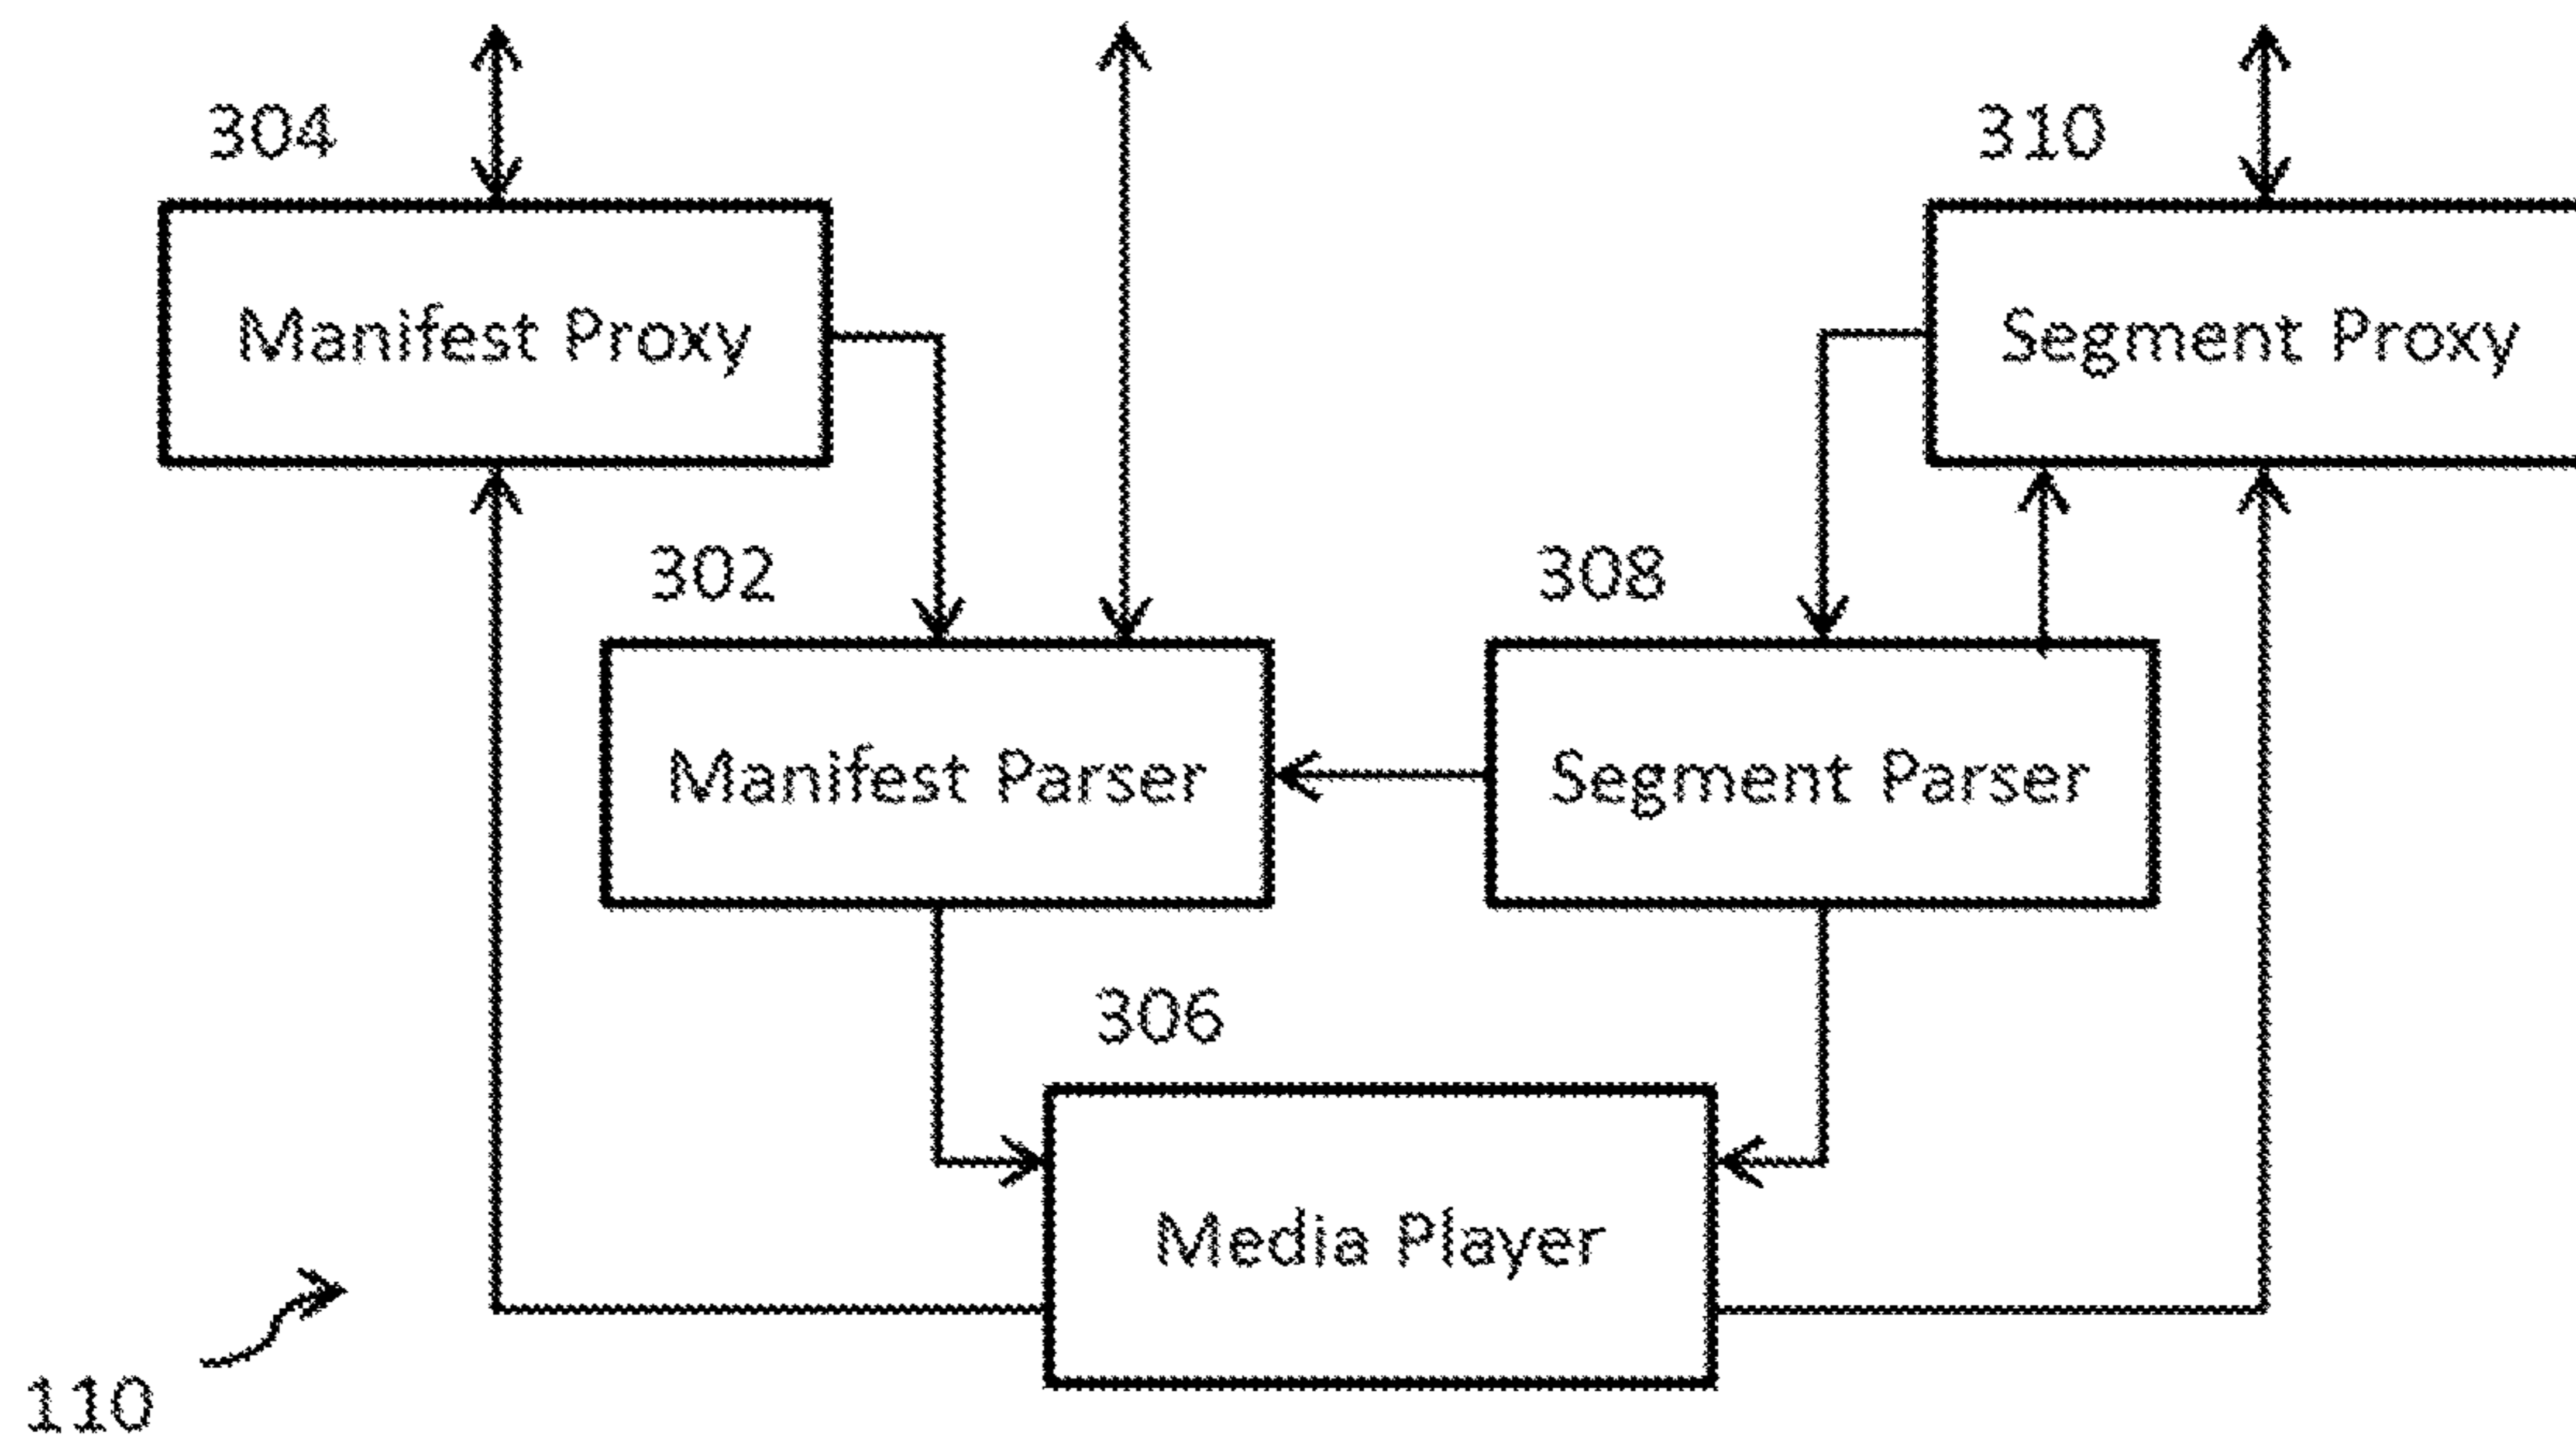 304
310
Manifest Proxy
Segment Proxy
302
308
Manifest Parser
Segment Parser
306
Media Player
110